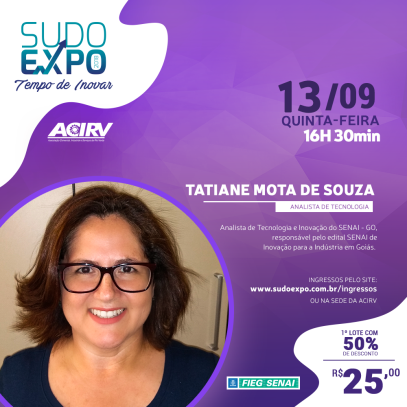 SUDO
EXPO
2018
Tempo de Inovar
ACIRV
13/09
QUINTA-FEIRA
16H 30min
TATIANE MOTA DE SOUZA
ANALISTA DE TECNOLOGIA
Analista de Tecnologia e Inovação do SENAI - GO,
responsável pelo edital SENAI de
Inovação para a Indústria em Goiás.
INGRESSOS PELO SITE:
www.sudoexpo.com.br/ingressos
OU NA SEDE DA ACIRV
1º LOTE COM
50%
DE DESCONTO
R$25,00
FIEG SENAI